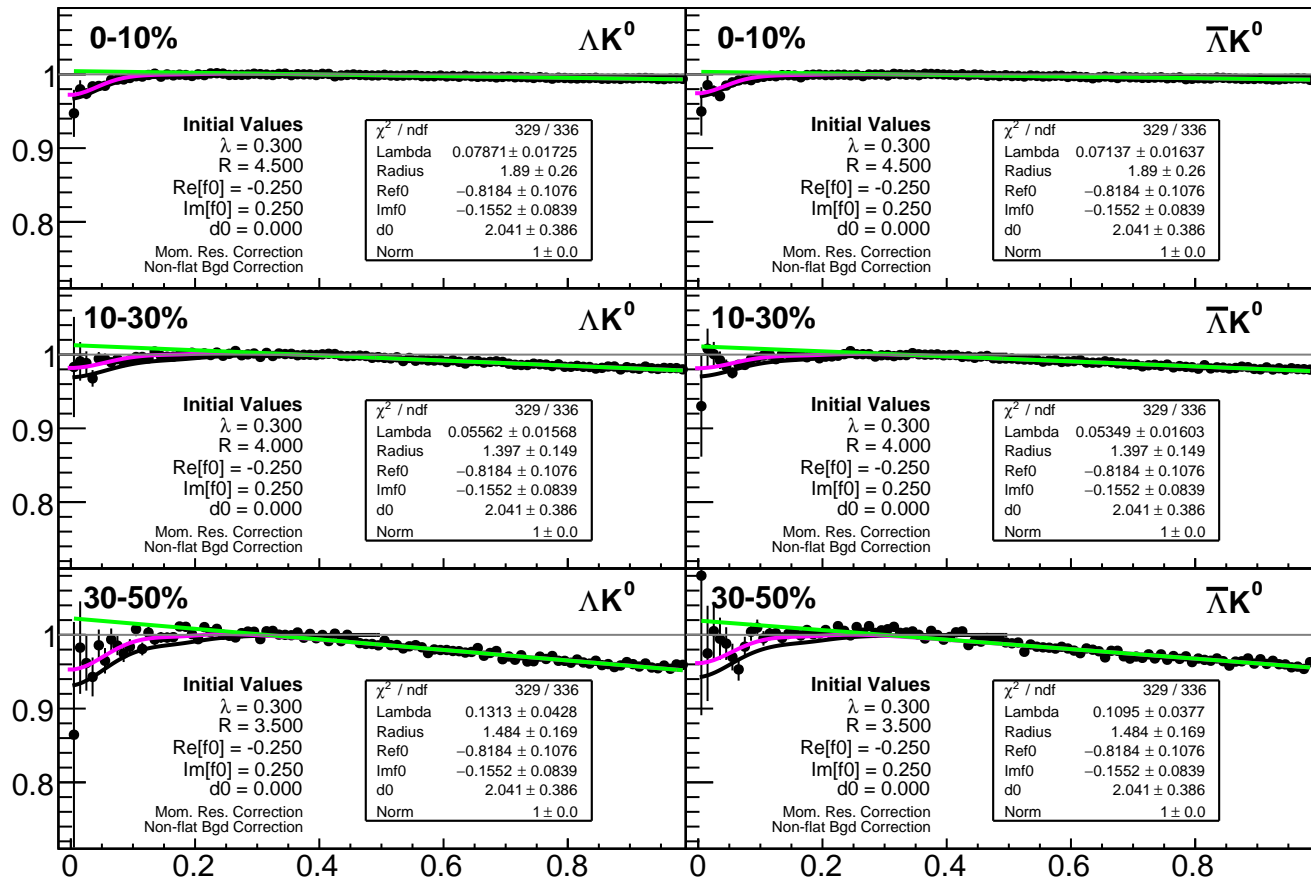 0-10% ΛK⁰
1
0.9
0.8
Initial Values
λ = 0.300
R = 4.500
Re[f0] = -0.250
Im[f0] = 0.250
d0 = 0.000
Mom. Res. Correction
Non-flat Bgd Correction
χ² / ndf 329 / 336
Lambda 0.07871 ± 0.01725
Radius 1.89 ± 0.26
Ref0 −0.8184 ± 0.1076
Imf0 −0.1552 ± 0.0839
d0 2.041 ± 0.386
Norm 1 ± 0.0
0-10% Λ̅K⁰
Initial Values
λ = 0.300
R = 4.500
Re[f0] = -0.250
Im[f0] = 0.250
d0 = 0.000
Mom. Res. Correction
Non-flat Bgd Correction
χ² / ndf 329 / 336
Lambda 0.07137 ± 0.01637
Radius 1.89 ± 0.26
Ref0 −0.8184 ± 0.1076
Imf0 −0.1552 ± 0.0839
d0 2.041 ± 0.386
Norm 1 ± 0.0
10-30% ΛK⁰
1
0.9
0.8
Initial Values
λ = 0.300
R = 4.000
Re[f0] = -0.250
Im[f0] = 0.250
d0 = 0.000
Mom. Res. Correction
Non-flat Bgd Correction
χ² / ndf 329 / 336
Lambda 0.05562 ± 0.01568
Radius 1.397 ± 0.149
Ref0 −0.8184 ± 0.1076
Imf0 −0.1552 ± 0.0839
d0 2.041 ± 0.386
Norm 1 ± 0.0
10-30% Λ̅K⁰
Initial Values
λ = 0.300
R = 4.000
Re[f0] = -0.250
Im[f0] = 0.250
d0 = 0.000
Mom. Res. Correction
Non-flat Bgd Correction
χ² / ndf 329 / 336
Lambda 0.05349 ± 0.01603
Radius 1.397 ± 0.149
Ref0 −0.8184 ± 0.1076
Imf0 −0.1552 ± 0.0839
d0 2.041 ± 0.386
Norm 1 ± 0.0
30-50% ΛK⁰
1
0.9
0.8
Initial Values
λ = 0.300
R = 3.500
Re[f0] = -0.250
Im[f0] = 0.250
d0 = 0.000
Mom. Res. Correction
Non-flat Bgd Correction
χ² / ndf 329 / 336
Lambda 0.1313 ± 0.0428
Radius 1.484 ± 0.169
Ref0 −0.8184 ± 0.1076
Imf0 −0.1552 ± 0.0839
d0 2.041 ± 0.386
Norm 1 ± 0.0
30-50% Λ̅K⁰
Initial Values
λ = 0.300
R = 3.500
Re[f0] = -0.250
Im[f0] = 0.250
d0 = 0.000
Mom. Res. Correction
Non-flat Bgd Correction
χ² / ndf 329 / 336
Lambda 0.1095 ± 0.0377
Radius 1.484 ± 0.169
Ref0 −0.8184 ± 0.1076
Imf0 −0.1552 ± 0.0839
d0 2.041 ± 0.386
Norm 1 ± 0.0
0 0.2 0.4 0.6 0.8 0 0.2 0.4 0.6 0.8